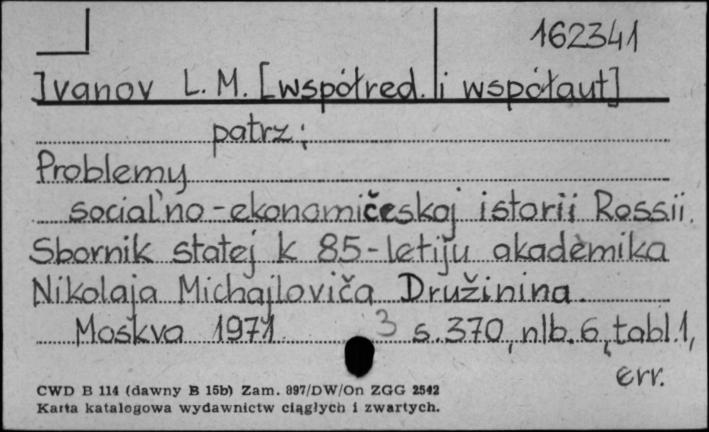 162341
Ivanov L. M. [współred. i współaut]
patrz:
Problemy
social'no-ekonomičeskoj istorii Rossii.
Sbornik statej k 85-letiju akademika
Nikolaja Michajloviča Družinina.
Moskva 1971 3 s. 370, nlb. 6, tabl. 1,
err.
CWD B 114 (dawny B 15b) Zam. 897/DW/On ZGG 2542
Karta katalogowa wydawnictw ciągłych i zwartych.